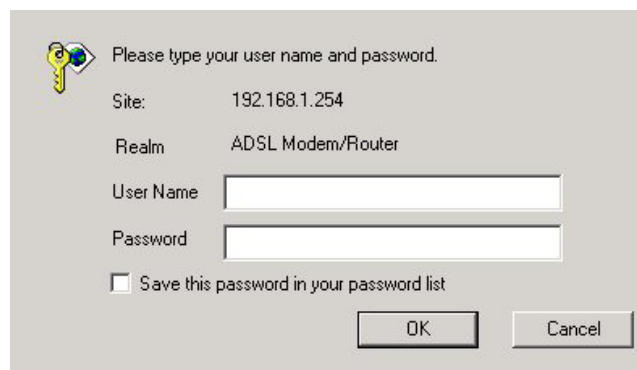 Please type your user name and password.
Site: 192.168.1.254
Realm ADSL Modem/Router
User Name
Password
Save this password in your password list
OK Cancel